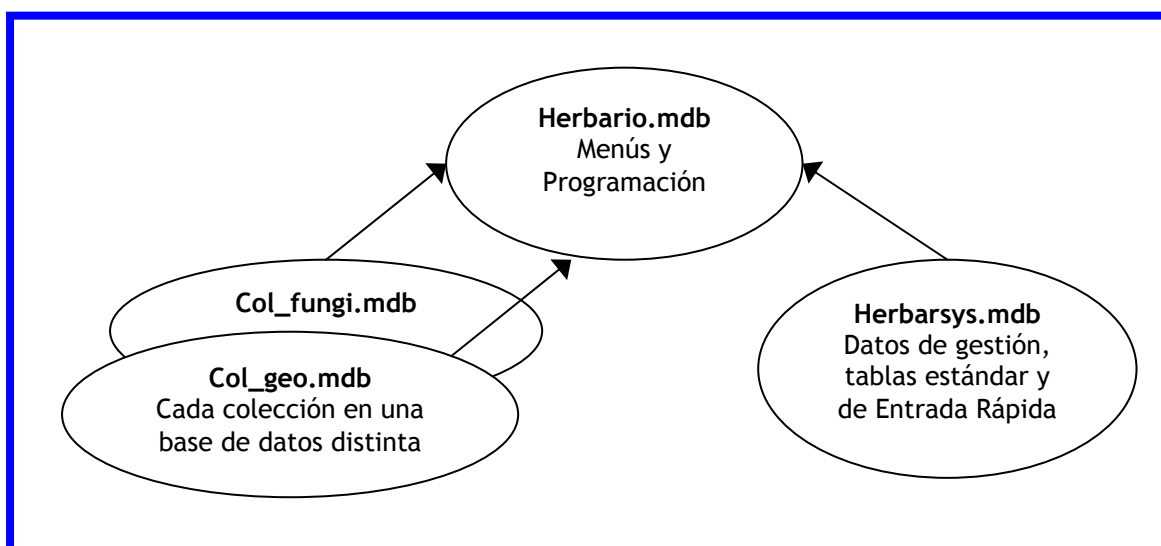 Herbario.mdb
Menús y
Programación
Col_fungi.mdb
Col_geo.mdb
Cada colección en una
base de datos distinta
Herbarsys.mdb
Datos de gestión,
tablas estándar y
de Entrada Rápida